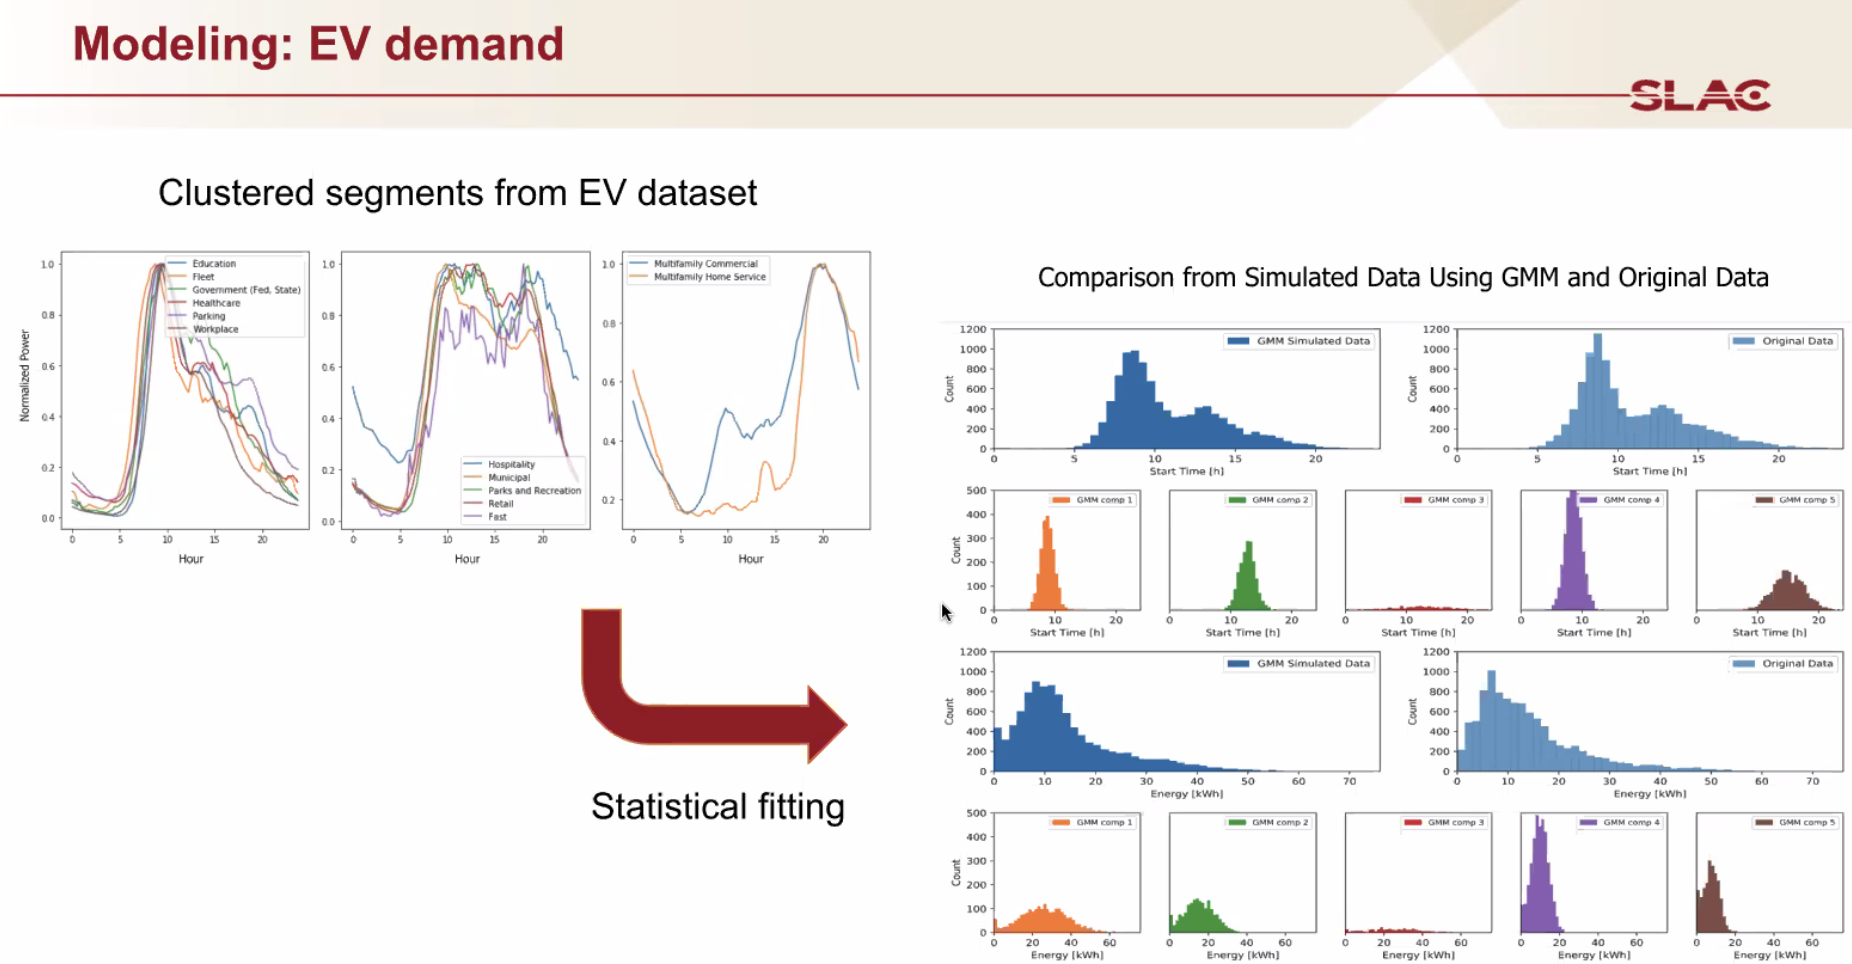 Modeling: EV demand
SLAC
Clustered segments from EV dataset
Normalized Power
1.0
0.8
0.6
0.4
0.2
0.0
Education
Fleet
Government (Fed, State)
Healthcare
Parking
Workplace
0 5 10 15 20
Hour
1.0
0.8
0.6
0.4
0.2
0.0
Hospitality
Municipal
Parks and Recreation
Retail
Fast
0 5 10 15 20
Hour
1.0
0.8
0.6
0.4
0.2
Multifamily Commercial
Multifamily Home Service
0 5 10 15 20
Hour
Statistical fitting
Comparison from Simulated Data Using GMM and Original Data
Count
1200
1000
800
600
400
200
0
GMM Simulated Data
0 5 10 15 20
Start Time [h]
Count
1200
1000
800
600
400
200
0
Original Data
0 5 10 15 20
Start Time [h]
Count
500
400
300
200
100
0
GMM comp 1
0 10 20
Start Time [h]
GMM comp 2
0 10 20
Start Time [h]
GMM comp 3
0 10 20
Start Time [h]
GMM comp 4
0 10 20
Start Time [h]
GMM comp 5
0 10 20
Start Time [h]
Count
1200
1000
800
600
400
200
0
GMM Simulated Data
0 10 20 30 40 50 60 70
Energy [kWh]
Count
1200
1000
800
600
400
200
0
Original Data
0 10 20 30 40 50 60 70
Energy [kWh]
Count
500
400
300
200
100
0
GMM comp 1
0 20 40 60
Energy [kWh]
GMM comp 2
0 20 40 60
Energy [kWh]
GMM comp 3
0 20 40 60
Energy [kWh]
GMM comp 4
0 20 40 60
Energy [kWh]
GMM comp 5
0 20 40 60
Energy [kWh]